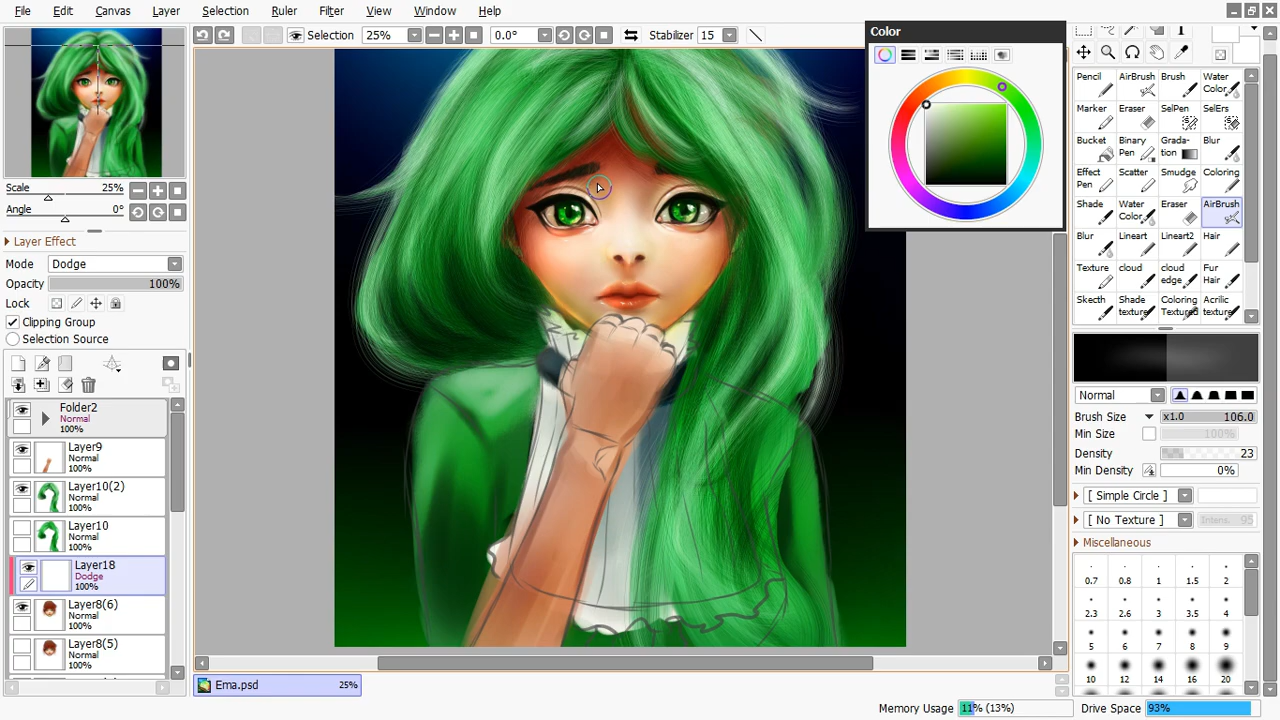 File Edit Canvas Layer Selection Ruler Filter View Window Help
Selection 25% 0.0° Stabilizer 15
Color
Scale 25%
Angle 0°
Layer Effect
Mode Dodge
Opacity 100%
Lock
Clipping Group
Selection Source
Folder2
Normal
100%
Layer9
Normal
100%
Layer10(2)
Normal
100%
Layer10
Normal
100%
Layer18
Dodge
100%
Layer8(6)
Normal
100%
Layer8(5)
Normal
100%
Ema.psd 25%
Memory Usage 11% (13%) Drive Space 93%
Pencil AirBrush Brush Water Color
Marker Eraser SelPen SelErs
Bucket Binary Pen Grada-tion Blur
Effect Pen Scatter Smudge Coloring
Shade Water Color Eraser AirBrush
Blur Lineart Lineart2 Hair
Texture cloud cloud edge Fur Hair
Skecth Shade texture Coloring Textured Acrilic texture
Normal
Brush Size x1.0 106.0
Min Size 100%
Density 23
Min Density 0%
[ Simple Circle ]
[ No Texture ] Intens. 95
Miscellaneous
0.7 0.8 1 1.5 2
2.3 2.6 3 3.5 4
5 6 7 8 9
10 12 14 16 20